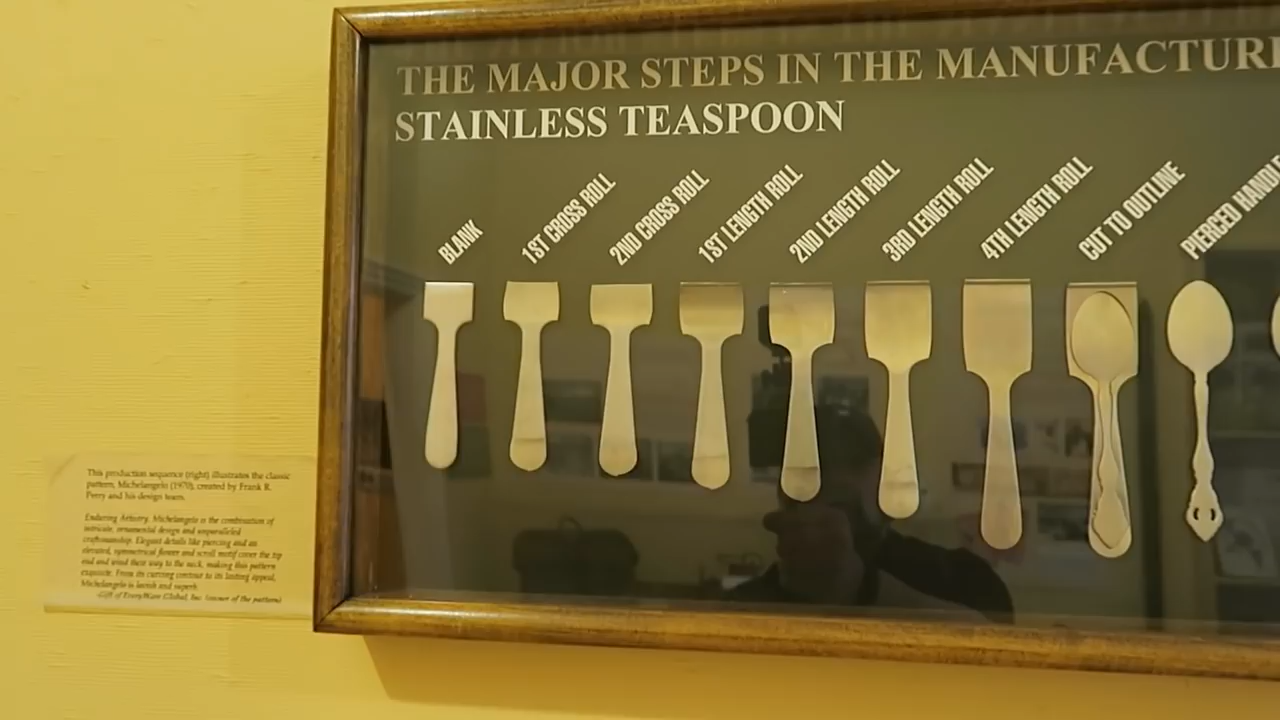 THE MAJOR STEPS IN THE MANUFACTURE
STAINLESS TEASPOON
BLANK
1ST CROSS ROLL
2ND CROSS ROLL
1ST LENGTH ROLL
2ND LENGTH ROLL
3RD LENGTH ROLL
4TH LENGTH ROLL
CUT TO OUTLINE
PIERCED HANDLE
This production sequence (right) illustrates the classic
pattern, Michelangelo (1970), created by Frank R.
Perry and his design team.
Enduring Artistry. Michelangelo is the combination of
intricate, ornamental design and unparalleled
craftsmanship. Elegant details like piercing and an
elevated, symmetrical flower and scroll motif cover the tip
end and wind their way to the neck, making this pattern
exquisite. From its curving contour to its lasting appeal,
Michelangelo is lavish and superb.
-Gift of EveryWare Global, Inc. (owner of the pattern)